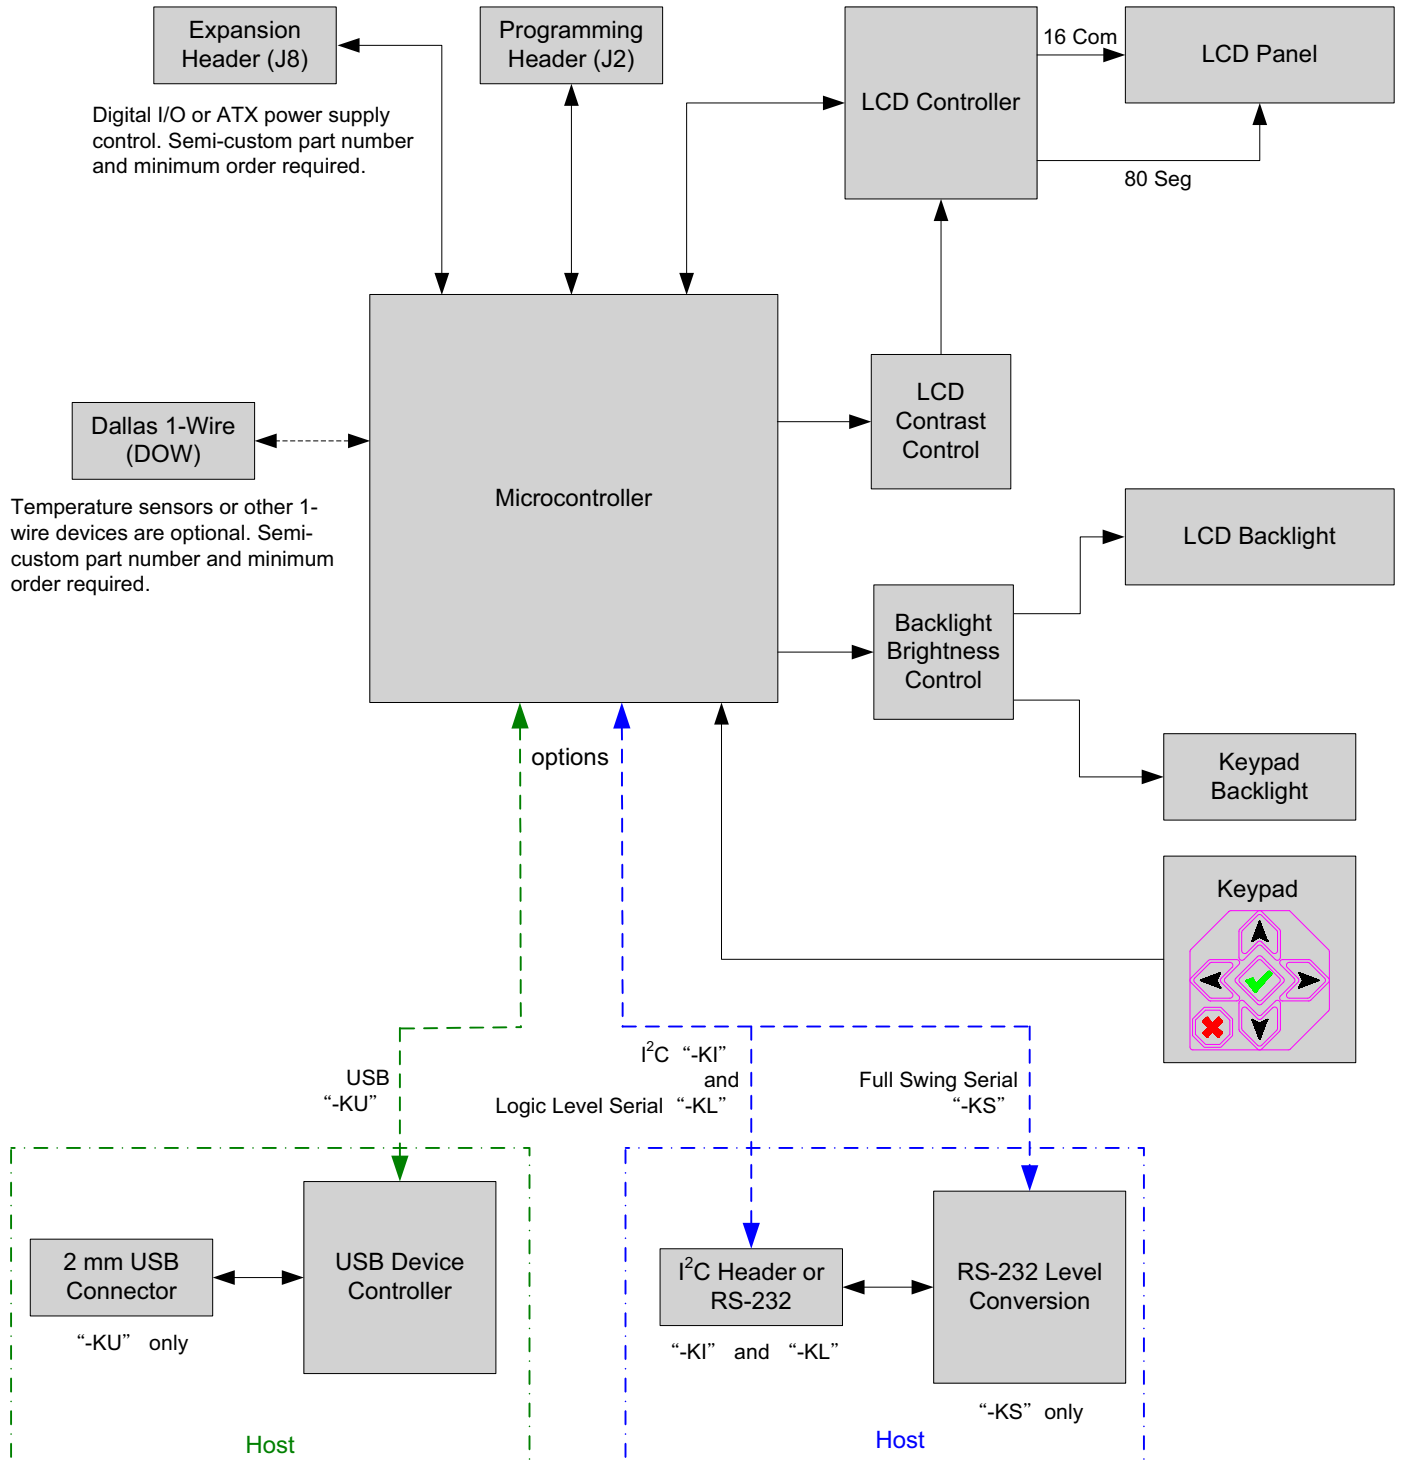 Expansion
Header (J8)
Programming
Header (J2)
LCD Controller
16 Com
LCD Panel
80 Seg
Digital I/O or ATX power supply
control. Semi-custom part number
and minimum order required.
Dallas 1-Wire
(DOW)
Temperature sensors or other 1-
wire devices are optional. Semi-
custom part number and minimum
order required.
Microcontroller
LCD
Contrast
Control
LCD Backlight
Backlight
Brightness
Control
Keypad
Backlight
options
Keypad
USB
“-KU”
I²C “-KI”
and
Logic Level Serial “-KL”
Full Swing Serial
“-KS”
2 mm USB
Connector
“-KU” only
USB Device
Controller
Host
I²C Header or
RS-232
“-KI” and “-KL”
RS-232 Level
Conversion
“-KS” only
Host